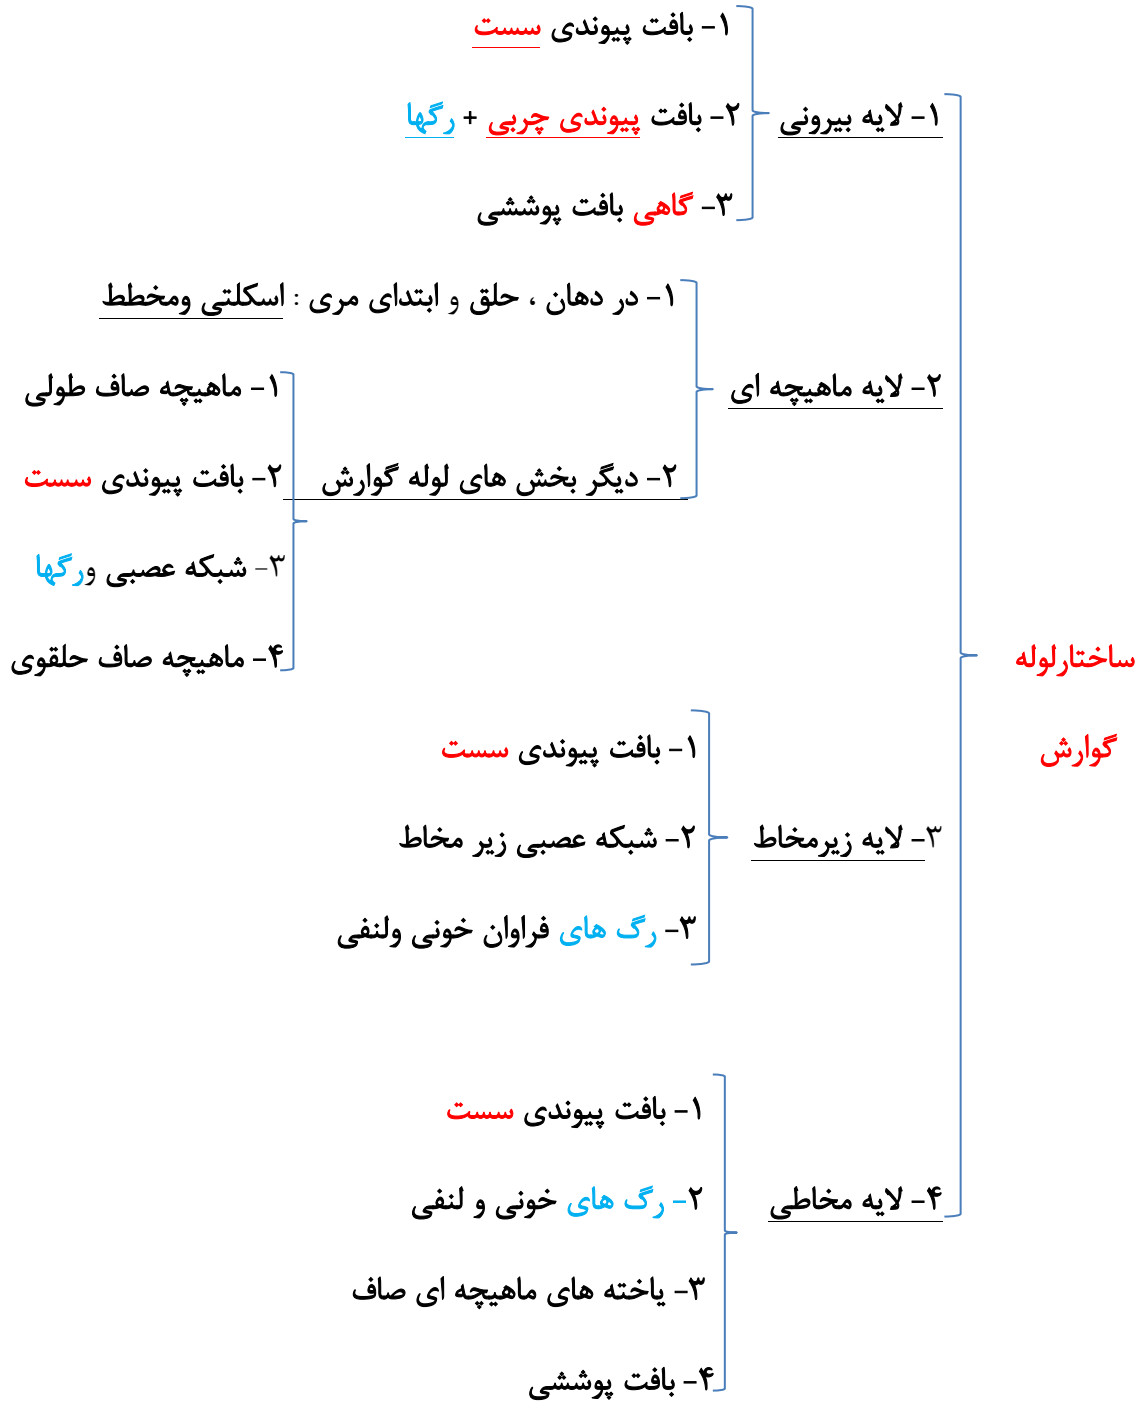 ساختارلوله
گوارش
۱- لایه بیرونی
۱- بافت پیوندی سست
۲- بافت پیوندی چربی + رگها
۳- گاهی بافت پوششی
۲- لایه ماهیچه ای
۱- در دهان ، حلق و ابتدای مری : اسکلتی ومخطط
۲- دیگر بخش های لوله گوارش
۱- ماهیچه صاف طولی
۲- بافت پیوندی سست
۳- شبکه عصبی ورگها
۴- ماهیچه صاف حلقوی
۳- لایه زیرمخاط
۱- بافت پیوندی سست
۲- شبکه عصبی زیر مخاط
۳- رگ های فراوان خونی ولنفی
۴- لایه مخاطی
۱- بافت پیوندی سست
۲- رگ های خونی و لنفی
۳- یاخته های ماهیچه ای صاف
۴- بافت پوششی